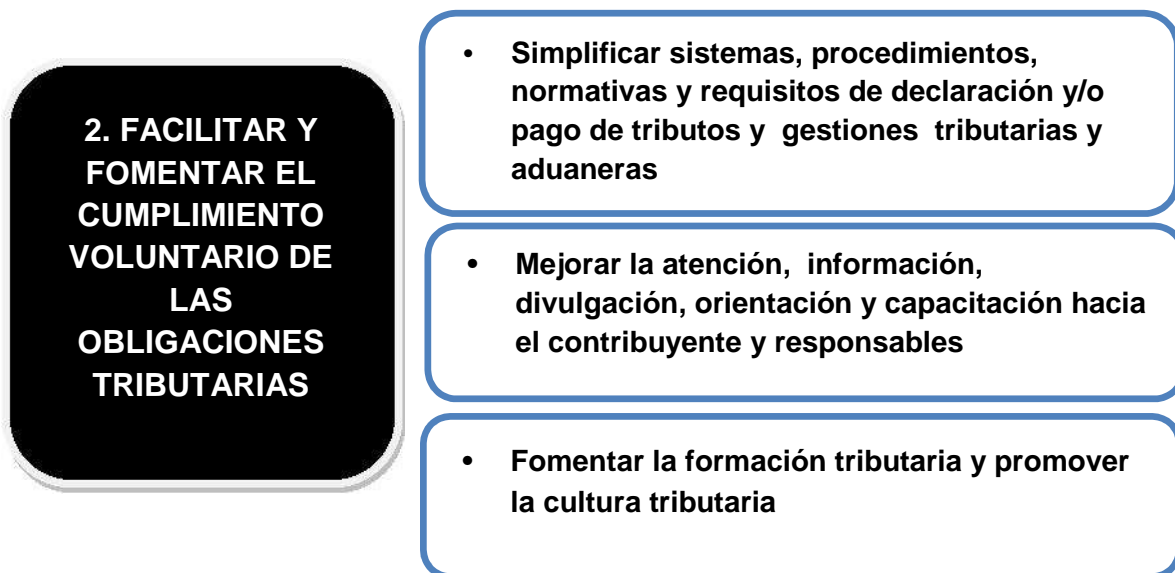 2. FACILITAR Y
FOMENTAR EL
CUMPLIMIENTO
VOLUNTARIO DE
LAS
OBLIGACIONES
TRIBUTARIAS
• Simplificar sistemas, procedimientos,
normativas y requisitos de declaración y/o
pago de tributos y gestiones tributarias y
aduaneras
• Mejorar la atención, información,
divulgación, orientación y capacitación hacia
el contribuyente y responsables
• Fomentar la formación tributaria y promover
la cultura tributaria